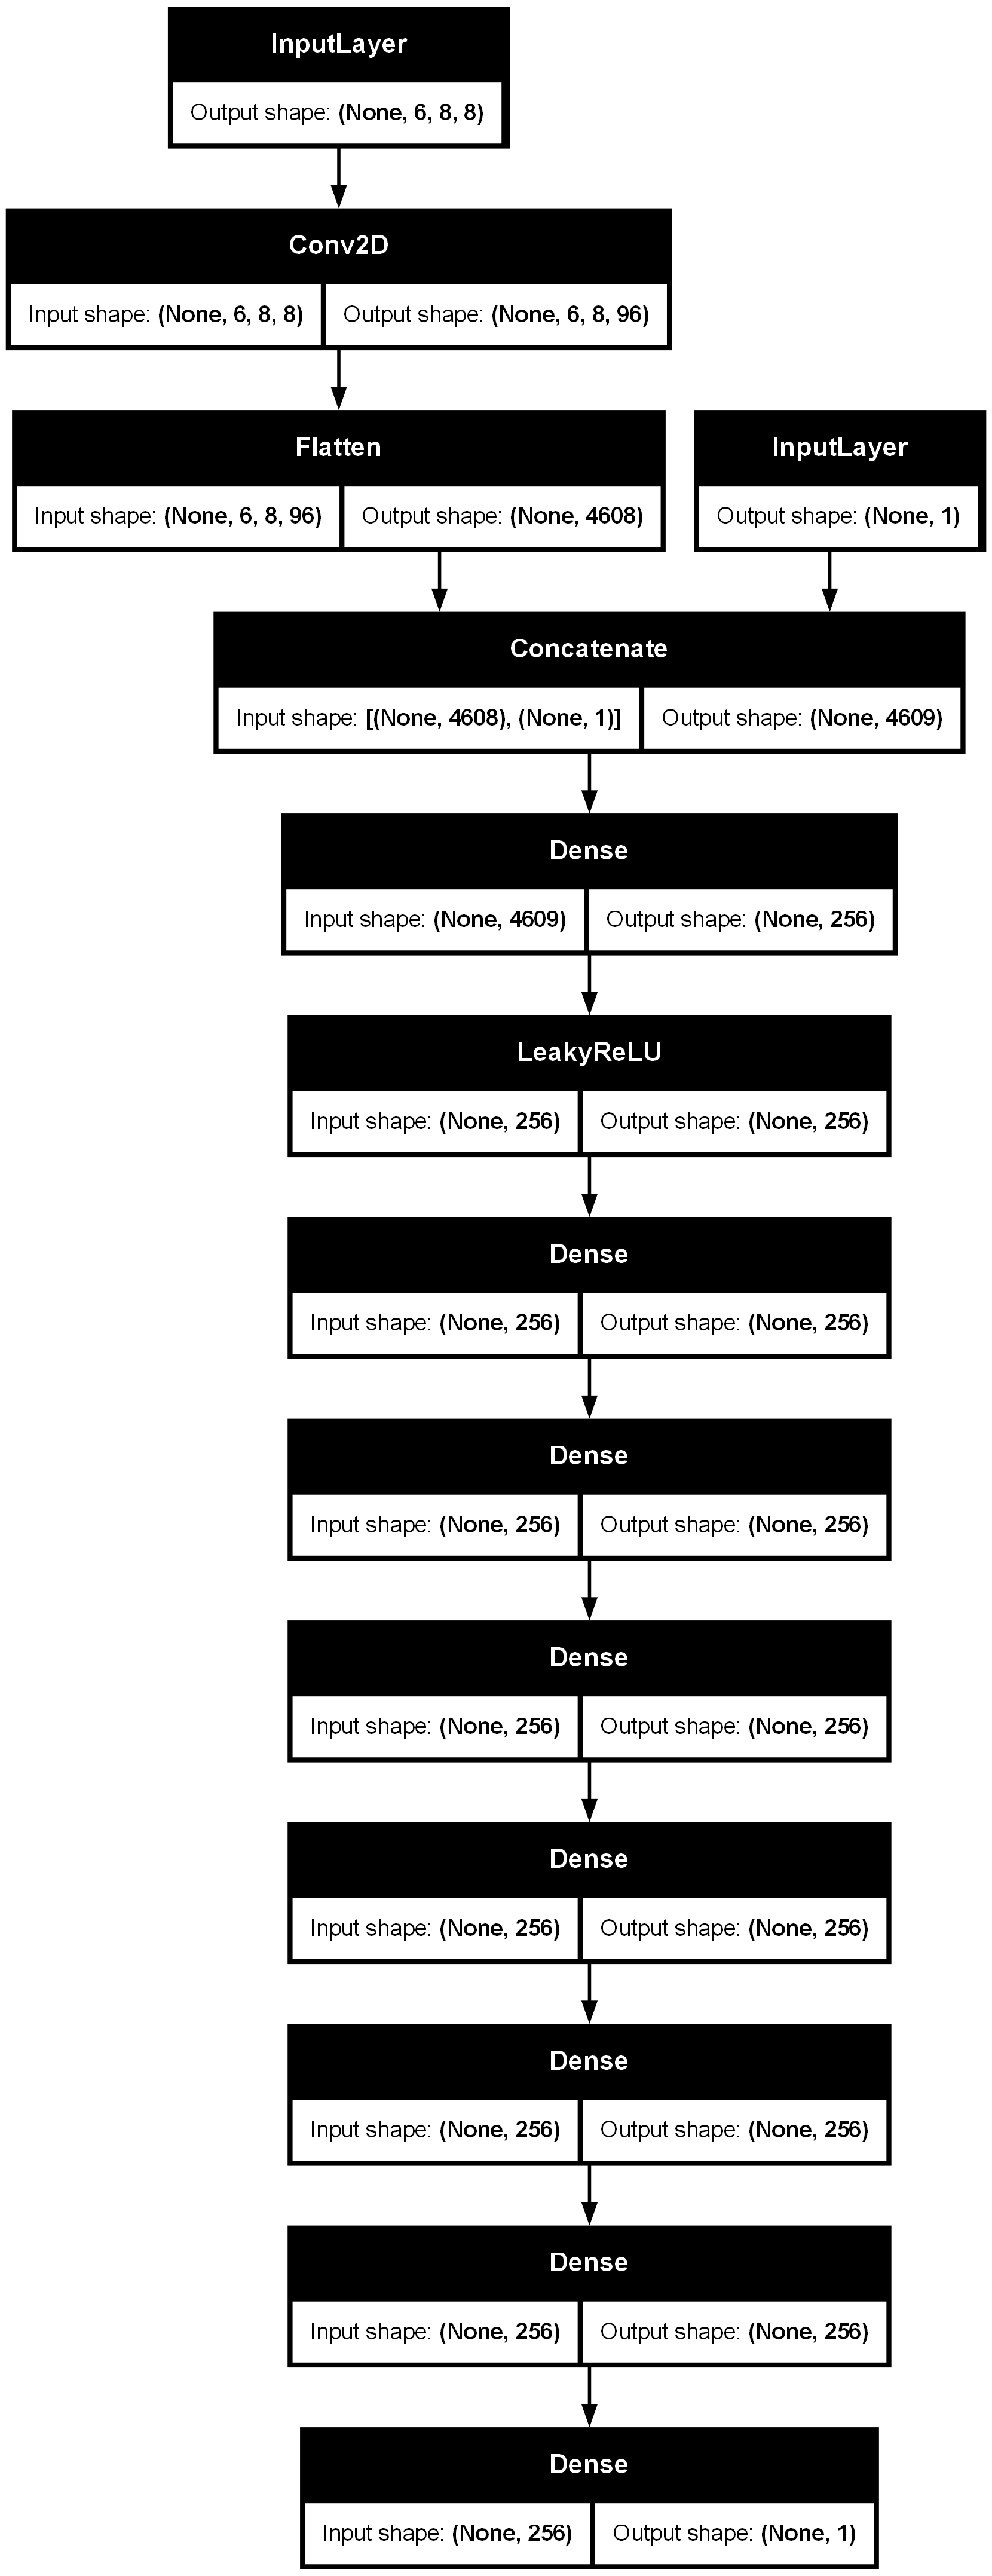 InputLayer
Output shape: (None, 6, 8, 8)
Conv2D
Input shape: (None, 6, 8, 8) Output shape: (None, 6, 8, 96)
Flatten
Input shape: (None, 6, 8, 96) Output shape: (None, 4608)
InputLayer
Output shape: (None, 1)
Concatenate
Input shape: [(None, 4608), (None, 1)] Output shape: (None, 4609)
Dense
Input shape: (None, 4609) Output shape: (None, 256)
LeakyReLU
Input shape: (None, 256) Output shape: (None, 256)
Dense
Input shape: (None, 256) Output shape: (None, 256)
Dense
Input shape: (None, 256) Output shape: (None, 256)
Dense
Input shape: (None, 256) Output shape: (None, 256)
Dense
Input shape: (None, 256) Output shape: (None, 256)
Dense
Input shape: (None, 256) Output shape: (None, 256)
Dense
Input shape: (None, 256) Output shape: (None, 256)
Dense
Input shape: (None, 256) Output shape: (None, 1)